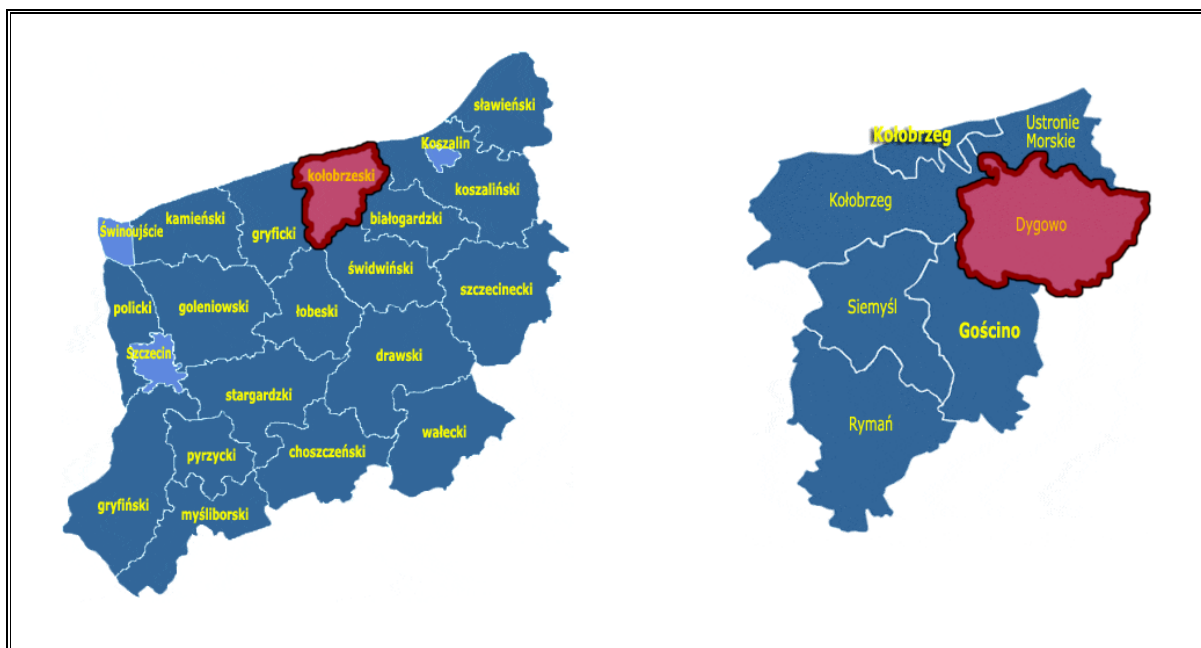 sławieński
Koszalin
kołobrzeski
koszaliński
kamieński
białogardzki
Świnoujście
gryficki
świdwiński
szczecinecki
policki
goleniowski
łobeski
Szczecin
drawski
stargardzki
wałecki
pyrzycki
choszczeński
gryfiński
myśliborski
Kołobrzeg
Ustronie
Morskie
Kołobrzeg
Dygowo
Siemyśl
Gościno
Rymań